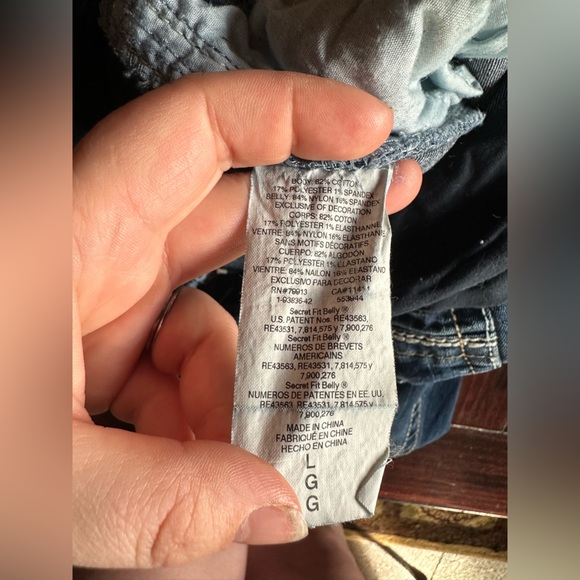 BODY: 82% COTTON
17% POLYESTER 1% SPANDEX
BELLY: 84% NYLON 16% SPANDEX
EXCLUSIVE OF DECORATION
CORPS: 82% COTON
17% POLYESTER 1% ELASTHANNE
VENTRE: 84% NYLON 16% ELASTHANNE
SANS MOTIFS DÉCORATIFS
CUERPO: 82% ALGODÓN
17% POLYESTER 1% ELASTANO
VIENTRE: 84% NAILON 16% ELASTANO
EXCLUSIVO PARA DECORAR
RN#79913 CA#11451
1-93835-42
Secret Fit Belly ®
U.S. PATENT Nos: RE43563,
RE43531, 7,814,575 y 7,900,276
Secret Fit Belly ®
NUMEROS DE BREVETS
AMERICAINS
RE43563, RE43531, 7,814,575 y
7,900,276
Secret Fit Belly ®
NUMEROS DE PATENTES EN EE. UU.
RE43563, RE43531, 7,814,575 y
7,900,276
MADE IN CHINA
FABRIQUÉ EN CHINE
HECHO EN CHINA
L
G
G